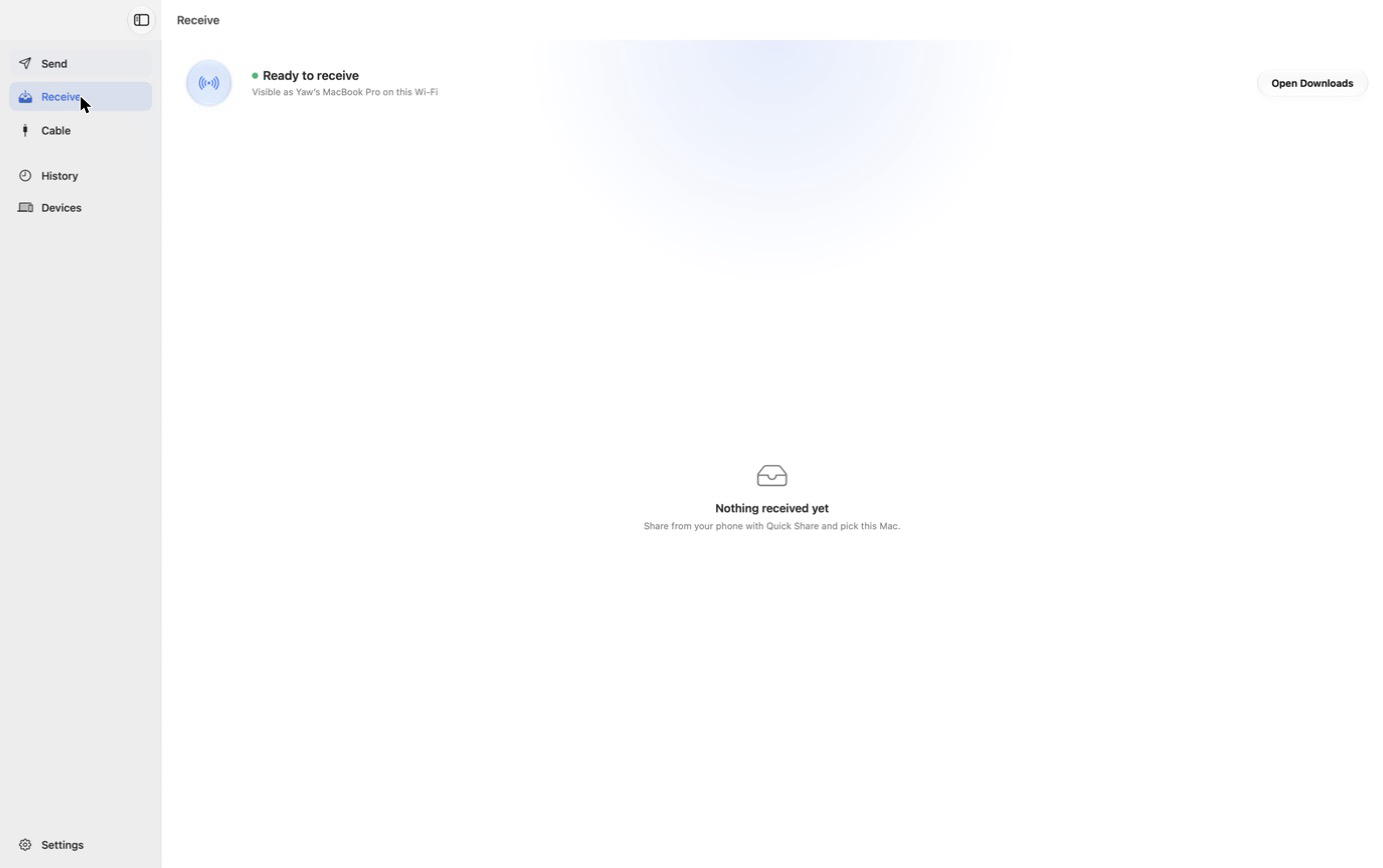 Receive
Send
Receive
Cable
History
Devices
Settings
Ready to receive
Visible as Yaw's MacBook Pro on this Wi-Fi
Open Downloads
Nothing received yet
Share from your phone with Quick Share and pick this Mac.